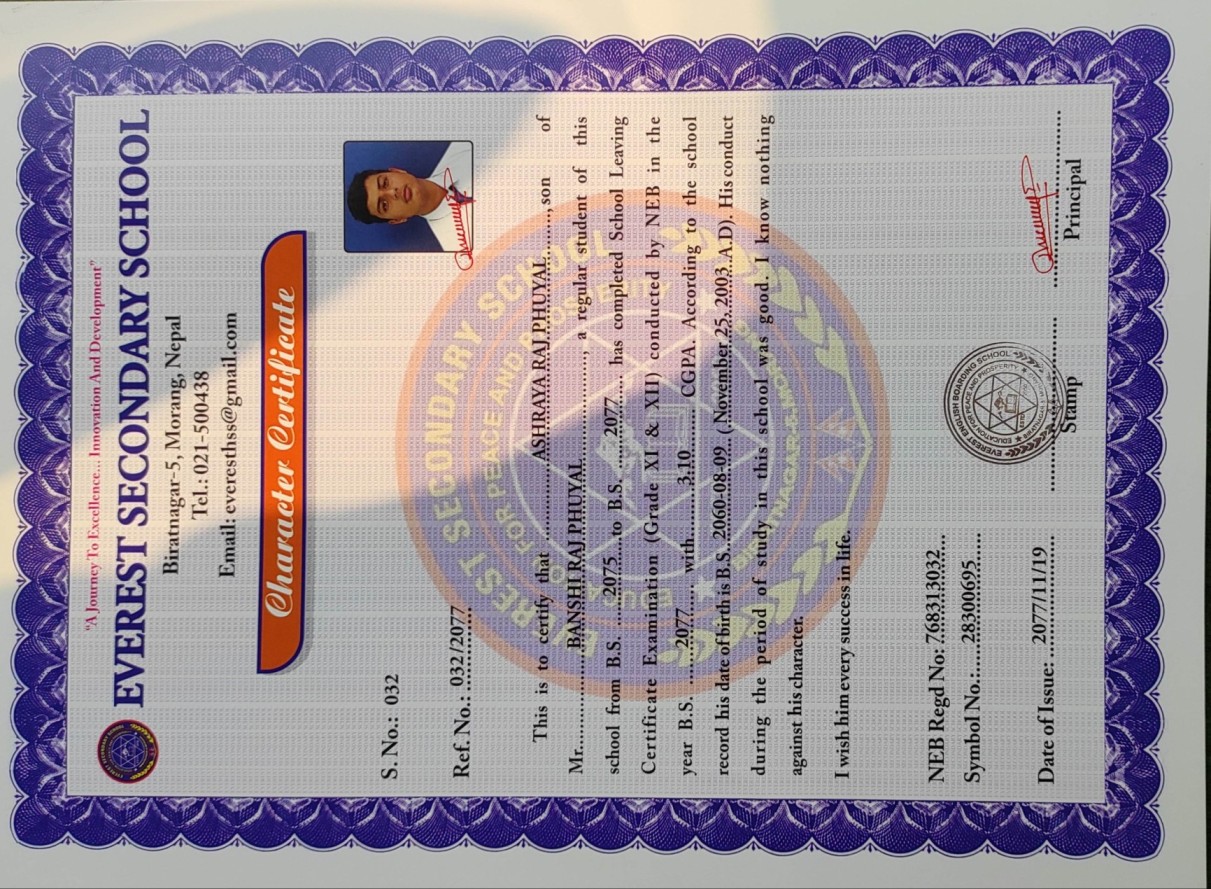 "A Journey To Excellence... Innovation And Development"
EVEREST SECONDARY SCHOOL
Biratnagar-5, Morang, Nepal
Tel.: 021-500438
Email: everesthss@gmail.com
Character Certificate
S. No.: 032
Ref. No.: 032/2077
This is to certify that ASHRAYA RAJ PHUYAL, son of
Mr. BANSHI RAJ PHUYAL, a regular student of this
school from B.S. 2075 to B.S. 2077 has completed School Leaving
Certificate Examination (Grade XI & XII) conducted by NEB in the
year B.S. 2077 with 3.10 CGPA. According to the school
record his date of birth is B.S. 2060-08-09 (November 25, 2003 A.D). His conduct
during the period of study in this school was good. I know nothing
against his character.
I wish him every success in life.
NEB Regd No: 768313032
Symbol No.: 28300695
Date of Issue: 2077/11/19
Stamp
Principal
EVEREST SECONDARY SCHOOL
EDUCATION FOR PEACE AND PROSPERITY
EVEREST ENGLISH BOARDING SCHOOL
EDUCATION FOR PEACE AND PROSPERITY